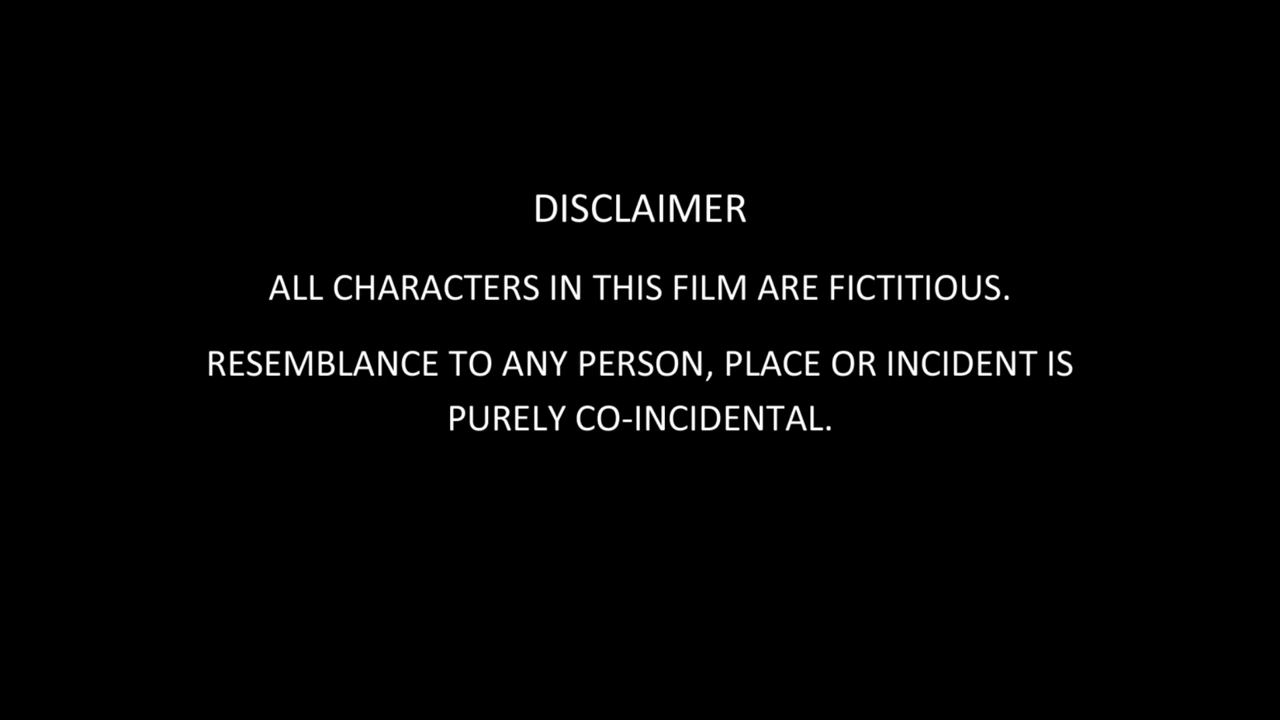 DISCLAIMER
ALL CHARACTERS IN THIS FILM ARE FICTITIOUS.
RESEMBLANCE TO ANY PERSON, PLACE OR INCIDENT IS
PURELY CO-INCIDENTAL.